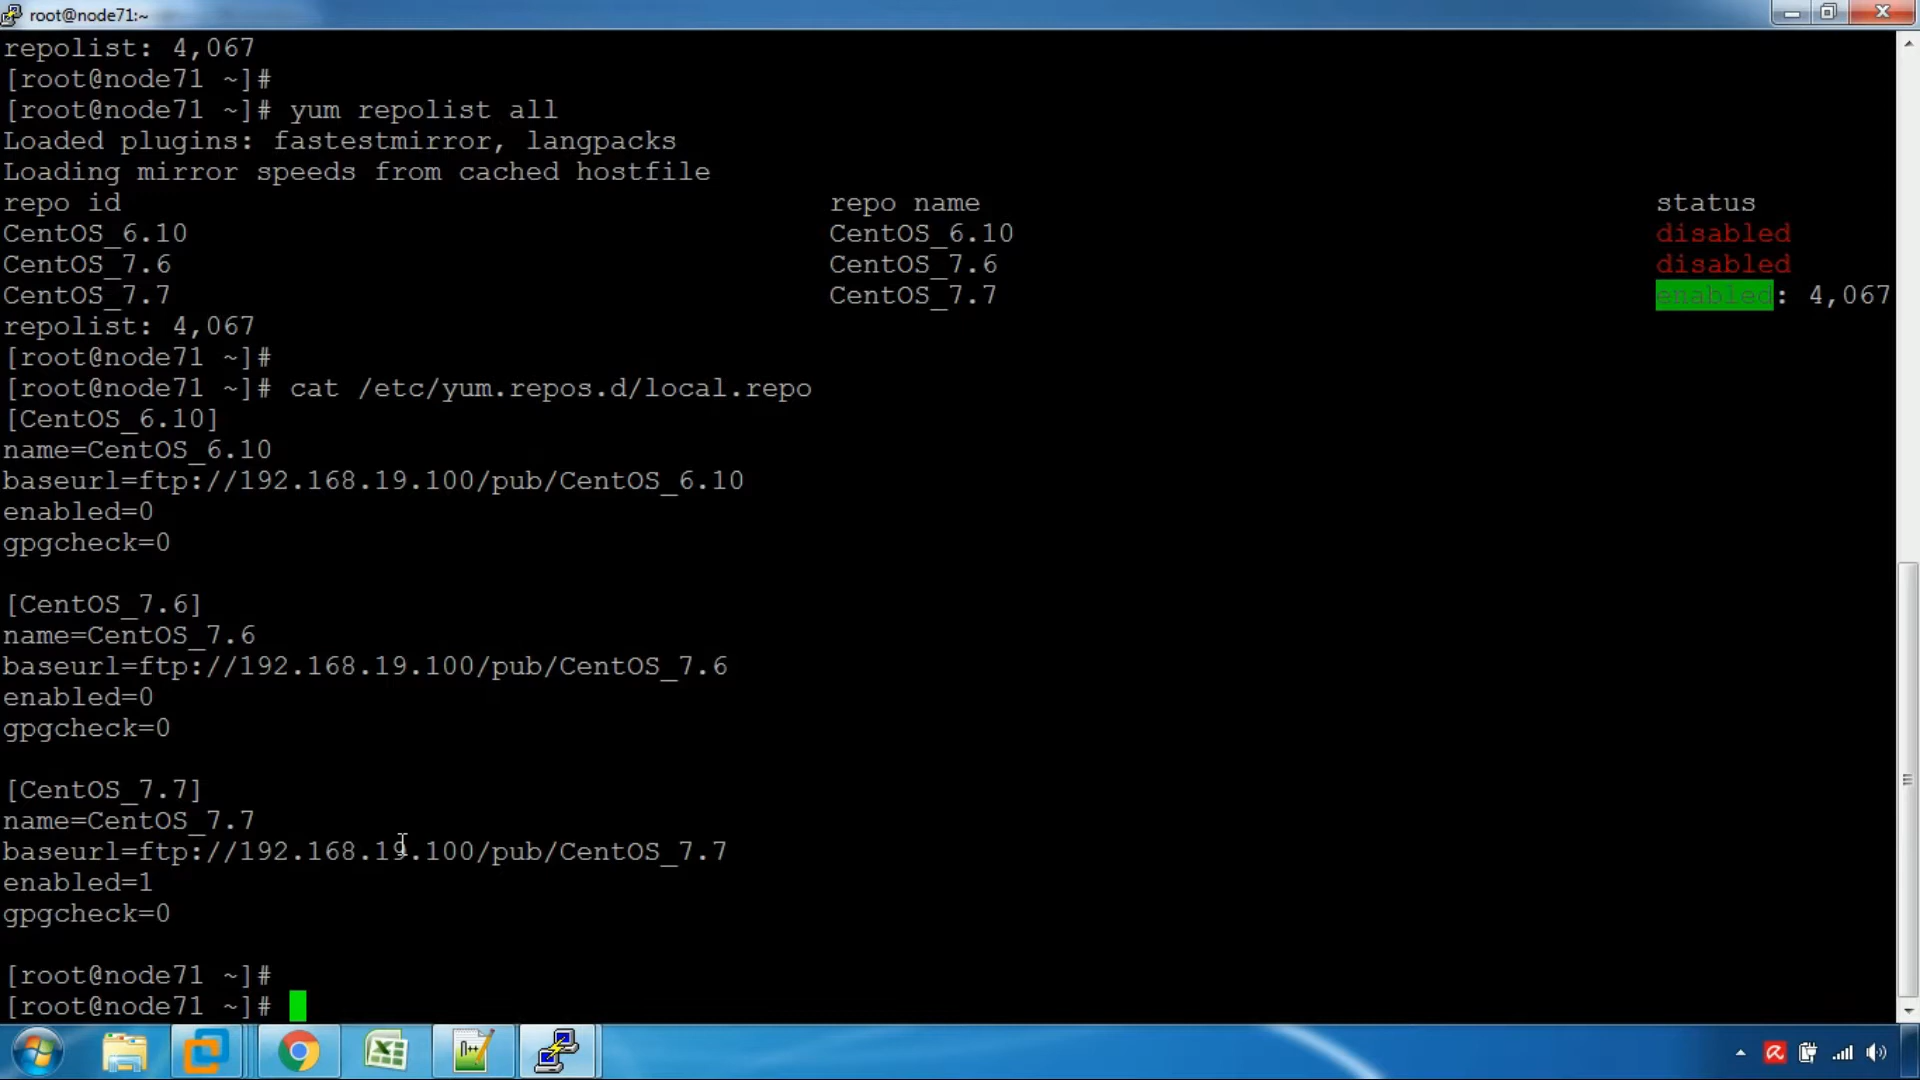 root@node71:~
repolist: 4,067
[root@node71 ~]#
[root@node71 ~]# yum repolist all
Loaded plugins: fastestmirror, langpacks
Loading mirror speeds from cached hostfile
repo id repo name status
CentOS_6.10 CentOS_6.10 disabled
CentOS_7.6 CentOS_7.6 disabled
CentOS_7.7 CentOS_7.7 enabled: 4,067
repolist: 4,067
[root@node71 ~]#
[root@node71 ~]# cat /etc/yum.repos.d/local.repo
[CentOS_6.10]
name=CentOS_6.10
baseurl=ftp://192.168.19.100/pub/CentOS_6.10
enabled=0
gpgcheck=0
[CentOS_7.6]
name=CentOS_7.6
baseurl=ftp://192.168.19.100/pub/CentOS_7.6
enabled=0
gpgcheck=0
[CentOS_7.7]
name=CentOS_7.7
baseurl=ftp://192.168.19.100/pub/CentOS_7.7
enabled=1
gpgcheck=0
[root@node71 ~]#
[root@node71 ~]#